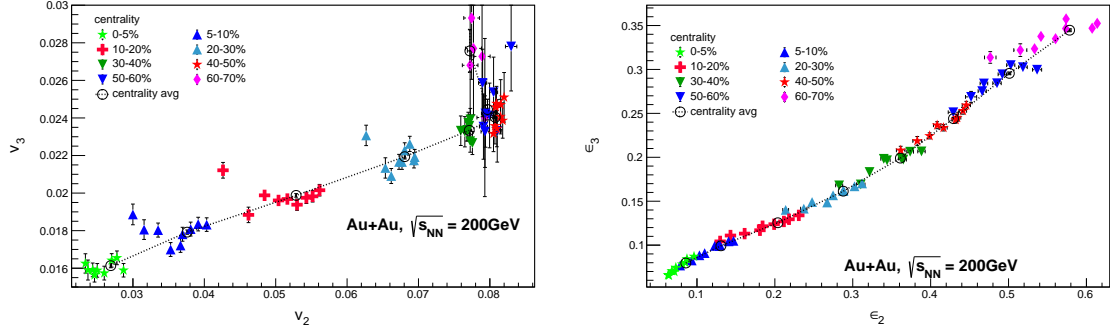 0.03
0.028
0.026
0.024
0.022
0.02
0.018
0.016
v₃
centrality
0-5%
5-10%
10-20%
20-30%
30-40%
40-50%
50-60%
60-70%
centrality avg
Au+Au, √s_NN = 200GeV
0.03 0.04 0.05 0.06 0.07 0.08
v₂
0.35
0.3
0.25
0.2
0.15
0.1
0.05
ϵ₃
centrality
0-5%
5-10%
10-20%
20-30%
30-40%
40-50%
50-60%
60-70%
centrality avg
Au+Au, √s_NN = 200GeV
0.1 0.2 0.3 0.4 0.5 0.6
ϵ₂